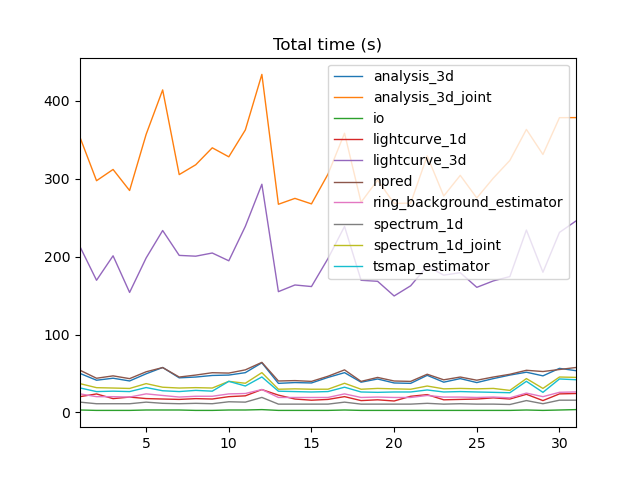 Total time (s)
analysis_3d
analysis_3d_joint
io
lightcurve_1d
lightcurve_3d
npred
ring_background_estimator
spectrum_1d
spectrum_1d_joint
tsmap_estimator
400
300
200
100
0
5 10 15 20 25 30